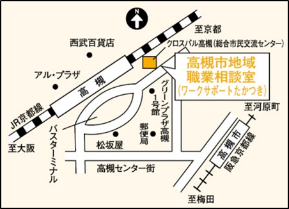 N
至京都
西武百貨店
クロスパル高槻(総合市民交流センター)
アル・プラザ
高槻
高槻市地域
職業相談室
(ワークサポートたかつき)
JR京都線
至大阪
バスターミナル
グリーンプラザ高槻
1号館
郵便局
松坂屋
高槻センター街
至河原町
高槻市
阪急京都線
至梅田